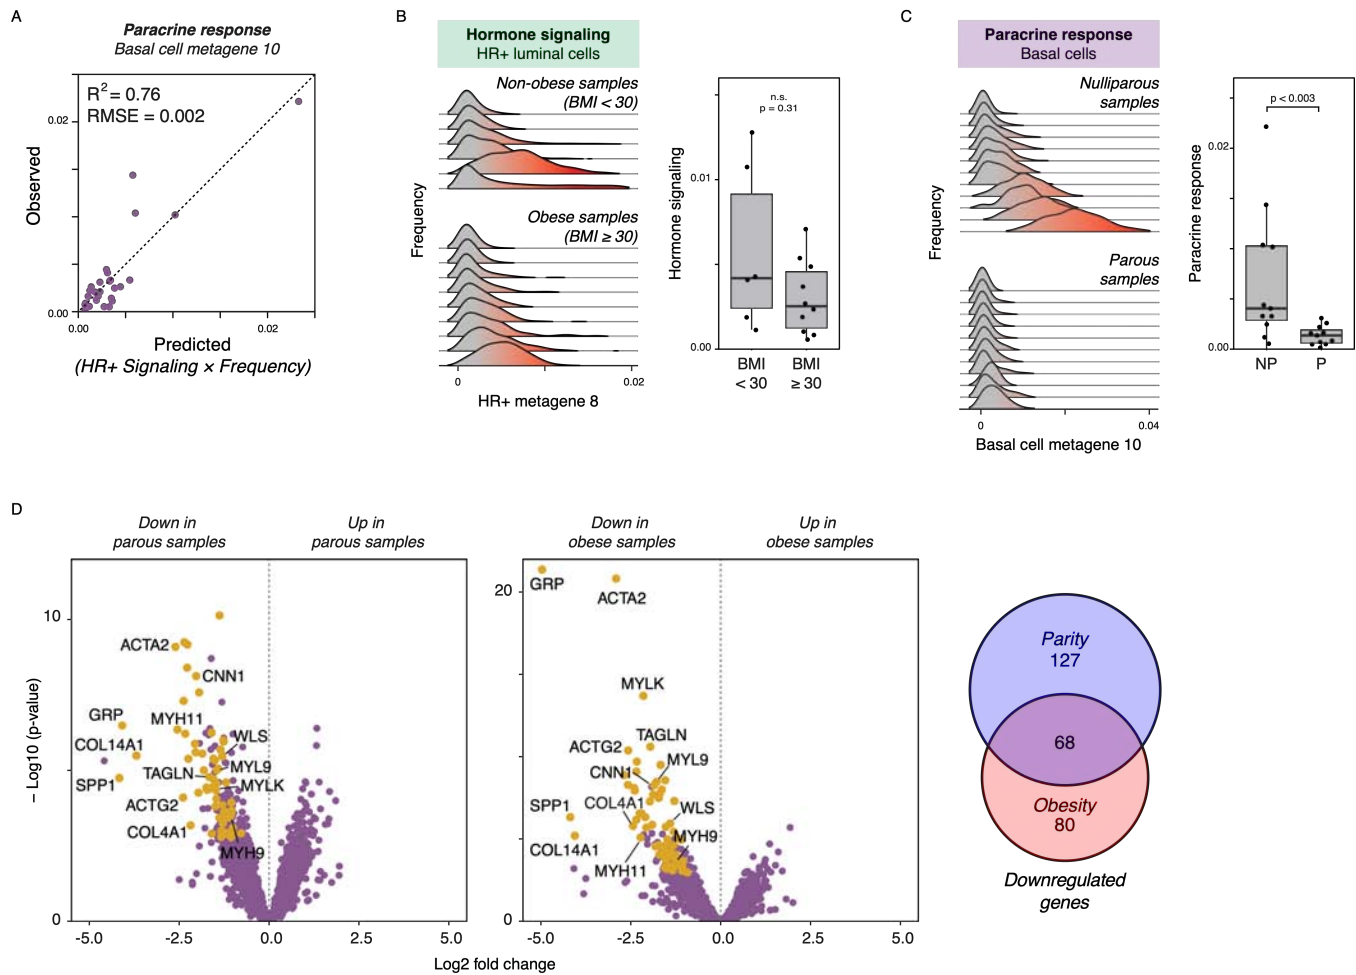 A
Paracrine response
Basal cell metagene 10
R² = 0.76
RMSE = 0.002
0.02
0.00
Observed
0.00
0.02
Predicted
(HR+ Signaling × Frequency)
B
Hormone signaling
HR+ luminal cells
Non-obese samples
(BMI < 30)
Obese samples
(BMI ≥ 30)
Frequency
0
0.02
HR+ metagene 8
n.s.
p = 0.31
Hormone signaling
0.01
0.00
BMI
< 30
BMI
≥ 30
C
Paracrine response
Basal cells
Nulliparous
samples
Parous
samples
Frequency
0
0.04
Basal cell metagene 10
p < 0.003
Paracrine response
0.02
0.00
NP
P
D
Down in
parous samples
Up in
parous samples
− Log10 (p-value)
10
0
ACTA2
CNN1
GRP
MYH11
WLS
COL14A1
MYL9
TAGLN
SPP1
MYLK
ACTG2
COL4A1
MYH9
-5.0
-2.5
0.0
2.5
5.0
Down in
obese samples
Up in
obese samples
20
0
GRP
ACTA2
MYLK
TAGLN
ACTG2
MYL9
CNN1
COL4A1
SPP1
WLS
MYH9
COL14A1
MYH11
-5.0
-2.5
0.0
2.5
5.0
Log2 fold change
Parity
127
68
Obesity
80
Downregulated
genes